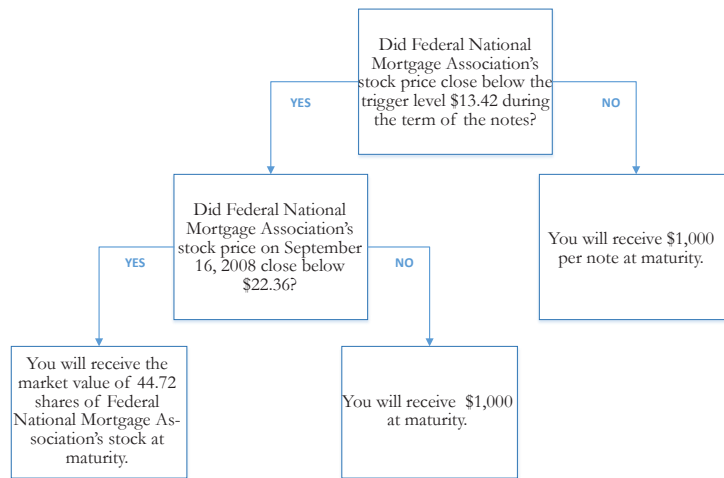 Did Federal National
Mortgage Association's
stock price close below the
trigger level $13.42 during
the term of the notes?
YES
NO
Did Federal National
Mortgage Association's
stock price on September
16, 2008 close below
$22.36?
You will receive $1,000
per note at maturity.
YES
NO
You will receive the
market value of 44.72
shares of Federal
National Mortgage As-
sociation's stock at
maturity.
You will receive $1,000
at maturity.